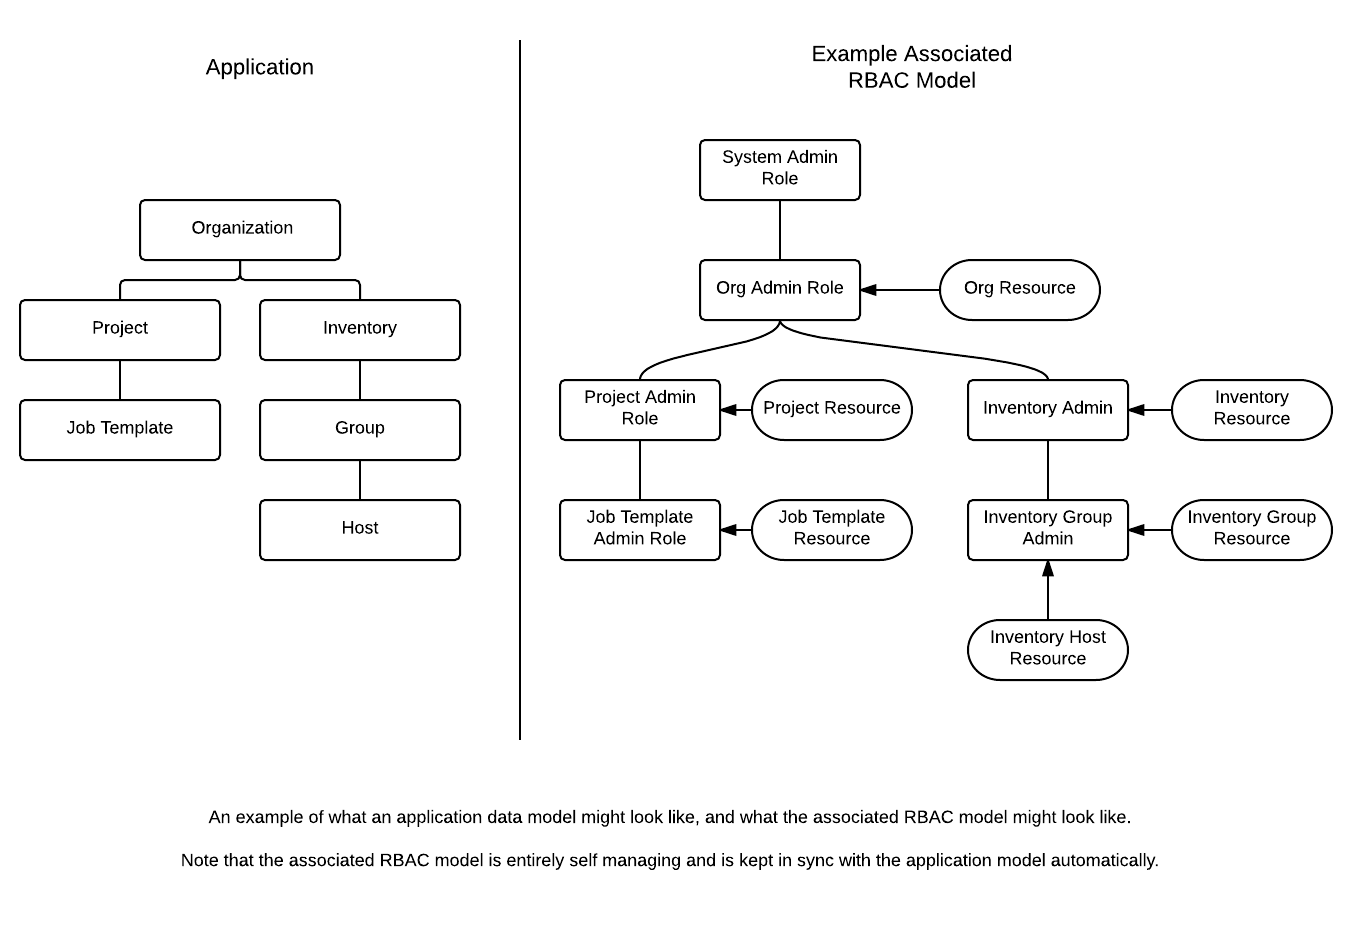 Application
Organization
Project
Inventory
Job Template
Group
Host
Example Associated
RBAC Model
System Admin
Role
Org Admin Role
Org Resource
Project Admin
Role
Project Resource
Inventory Admin
Inventory
Resource
Job Template
Admin Role
Job Template
Resource
Inventory Group
Admin
Inventory Group
Resource
Inventory Host
Resource
An example of what an application data model might look like, and what the associated RBAC model might look like.
Note that the associated RBAC model is entirely self managing and is kept in sync with the application model automatically.